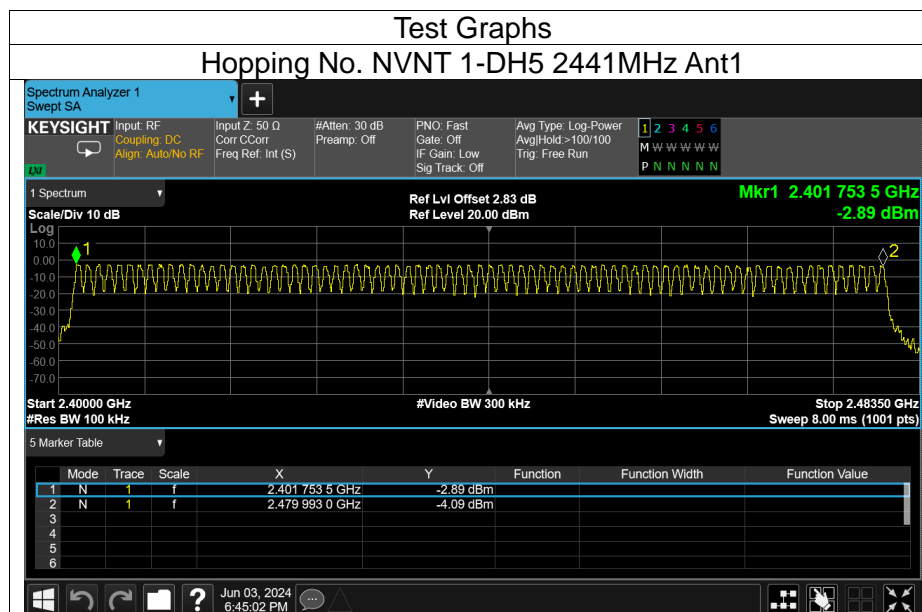 Test Graphs
Hopping No. NVNT 1-DH5 2441MHz Ant1
Spectrum Analyzer 1
Swept SA
+
KEYSIGHT Input: RF Input Z: 50 Ω #Atten: 30 dB PNO: Fast Avg Type: Log-Power 1 2 3 4 5 6
Coupling: DC Corr CCorr Preamp: Off Gate: Off Avg|Hold:>100/100 M W W W W W
Align: Auto/No RF Freq Ref: Int (S) IF Gain: Low Trig: Free Run
LXI Sig Track: Off P N N N N N
1 Spectrum Ref Lvl Offset 2.83 dB Mkr1 2.401 753 5 GHz
Scale/Div 10 dB Ref Level 20.00 dBm -2.89 dBm
Log
10.0 1 2
0.00
-10.0
-20.0
-30.0
-40.0
-50.0
-60.0
-70.0
Start 2.40000 GHz #Video BW 300 kHz Stop 2.48350 GHz
#Res BW 100 kHz Sweep 8.00 ms (1001 pts)
5 Marker Table
Mode Trace Scale X Y Function Function Width Function Value
1 N 1 f 2.401 753 5 GHz -2.89 dBm
2 N 1 f 2.479 993 0 GHz -4.09 dBm
3
4
5
6
? Jun 03, 2024
6:45:02 PM